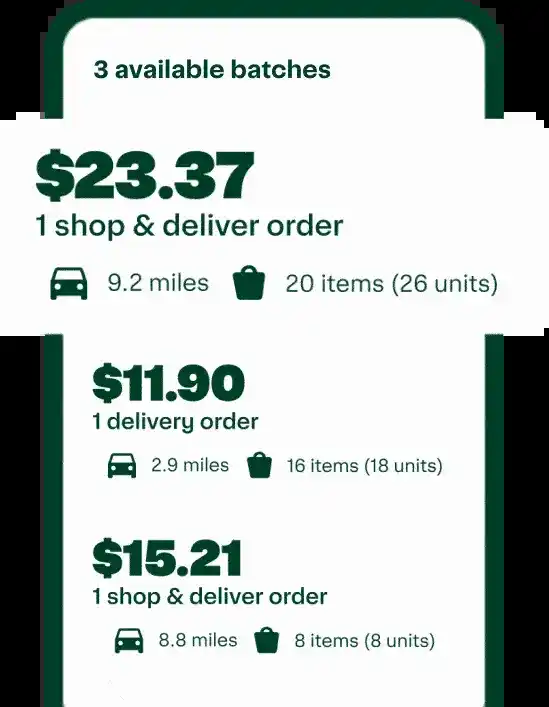 3 available batches
$23.37
1 shop & deliver order
9.2 miles 20 items (26 units)
$11.90
1 delivery order
2.9 miles 16 items (18 units)
$15.21
1 shop & deliver order
8.8 miles 8 items (8 units)